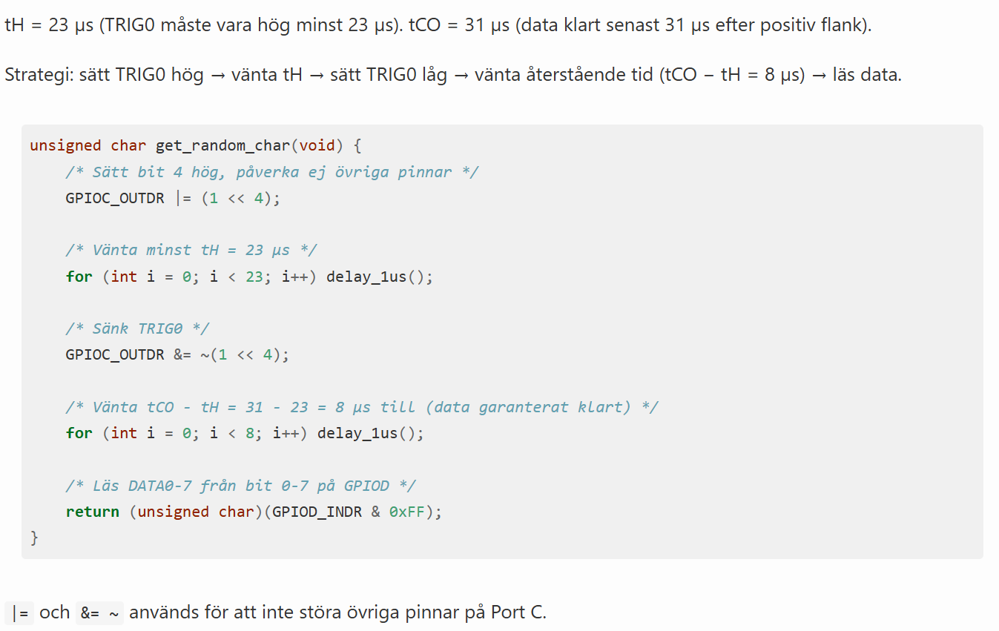 tH = 23 µs (TRIG0 måste vara hög minst 23 µs). tCO = 31 µs (data klart senast 31 µs efter positiv flank).
Strategi: sätt TRIG0 hög → vänta tH → sätt TRIG0 låg → vänta återstående tid (tCO − tH = 8 µs) → läs data.
unsigned char get_random_char(void) {
    /* Sätt bit 4 hög, påverka ej övriga pinnar */
    GPIOC_OUTDR |= (1 << 4);
    /* Vänta minst tH = 23 µs */
    for (int i = 0; i < 23; i++) delay_1us();
    /* Sänk TRIG0 */
    GPIOC_OUTDR &= ~(1 << 4);
    /* Vänta tCO - tH = 31 - 23 = 8 µs till (data garanterat klart) */
    for (int i = 0; i < 8; i++) delay_1us();
    /* Läs DATA0-7 från bit 0-7 på GPIOD */
    return (unsigned char)(GPIOD_INDR & 0xFF);
}
|= och &= ~ används för att inte störa övriga pinnar på Port C.